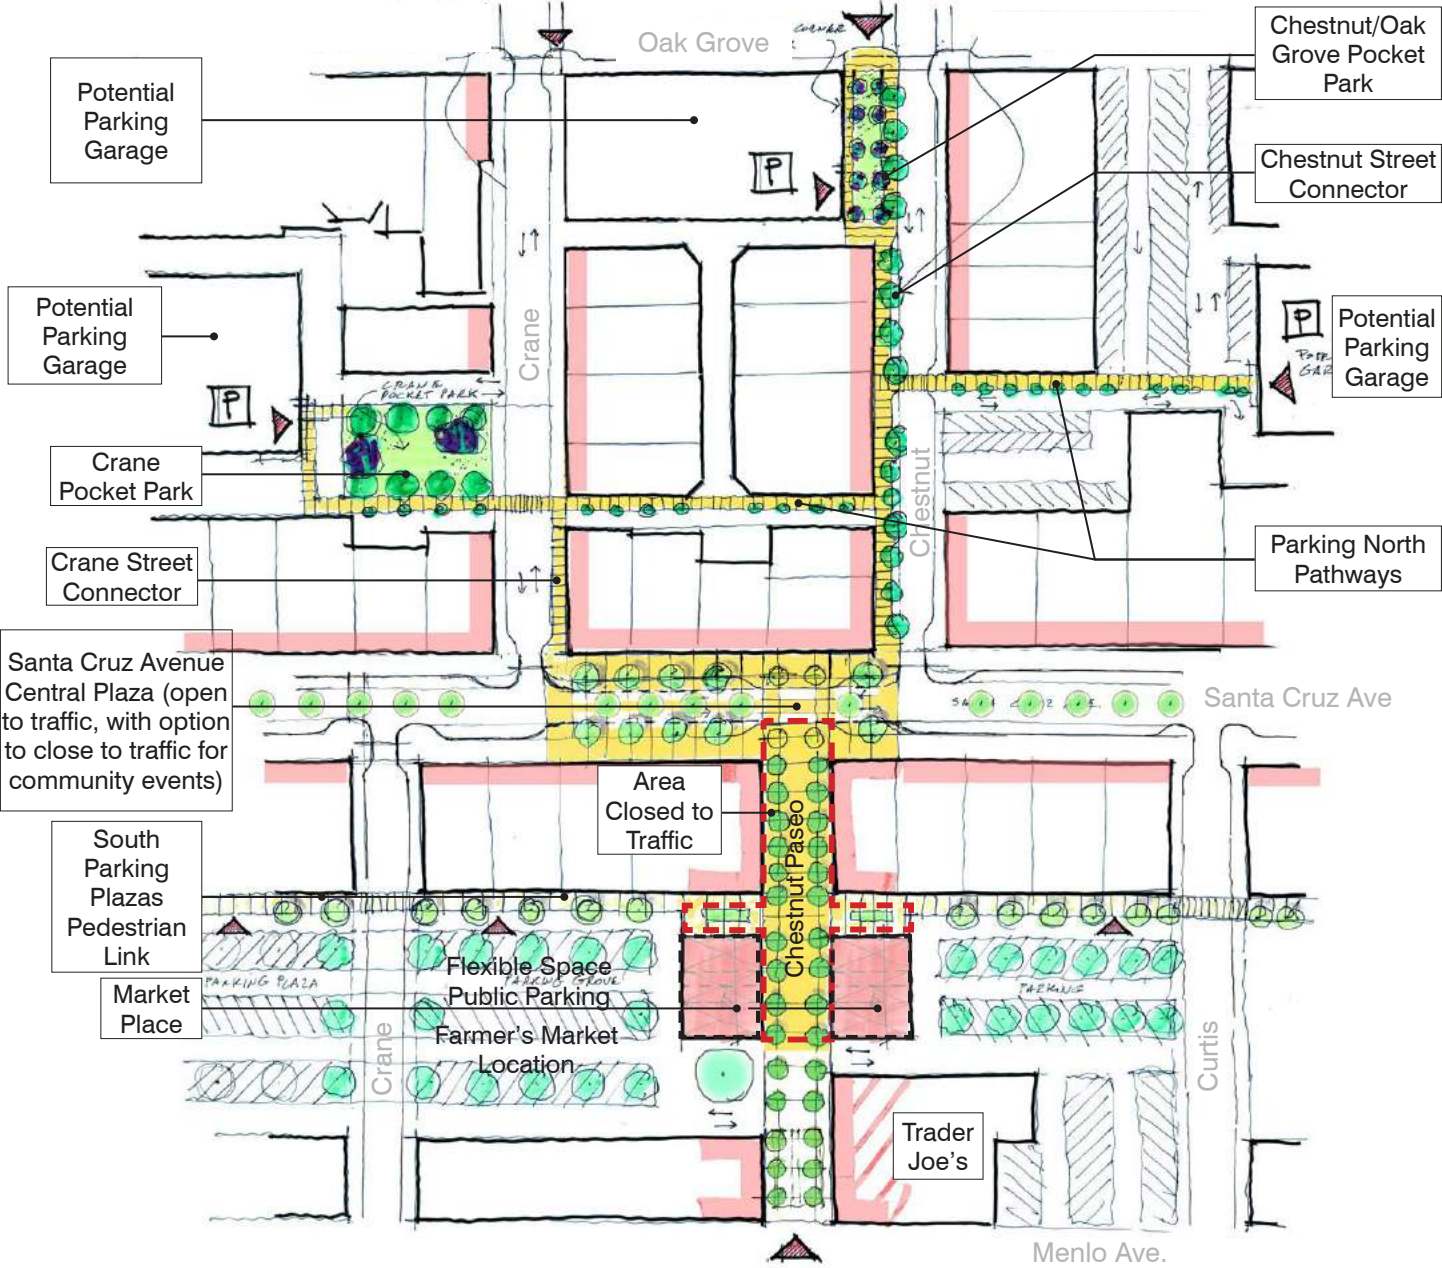 CORNER
Oak Grove
Chestnut/Oak
Grove Pocket
Park
Potential
Parking
Garage
P
Chestnut Street
Connector
Crane
Potential
Parking
Garage
P
Potential
Parking
Garage
P
CRANE
POCKET PARK
Crane
Pocket Park
Chestnut
Crane Street
Connector
Parking North
Pathways
Santa Cruz Avenue
Central Plaza (open
to traffic, with option
to close to traffic for
community events)
Santa Cruz Ave
Area
Closed to
Traffic
Chestnut Paseo
South
Parking
Plazas
Pedestrian
Link
Flexible Space
Public Parking
Farmer's Market
Location
PARKING PLAZA
PARKING GROVE
PARKING
Market
Place
Crane
Curtis
Trader
Joe's
Menlo Ave.